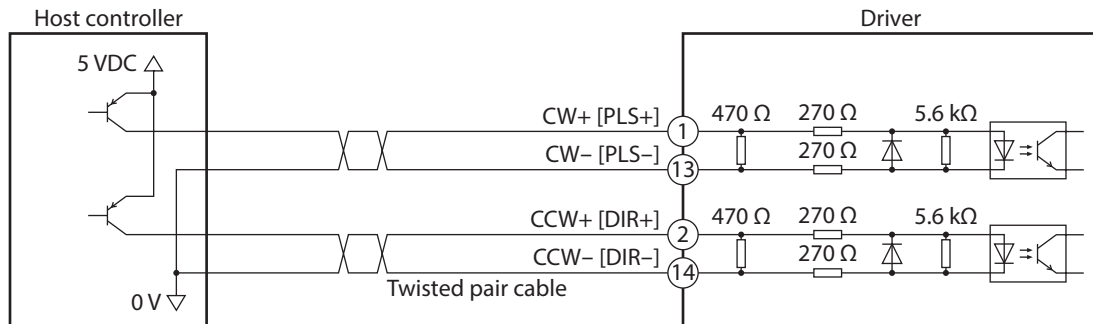 Host controller
Driver
5 VDC
CW+ [PLS+]
1
470 Ω
270 Ω
5.6 kΩ
CW– [PLS–]
13
270 Ω
CCW+ [DIR+]
2
470 Ω
270 Ω
5.6 kΩ
CCW– [DIR–]
14
270 Ω
0 V
Twisted pair cable